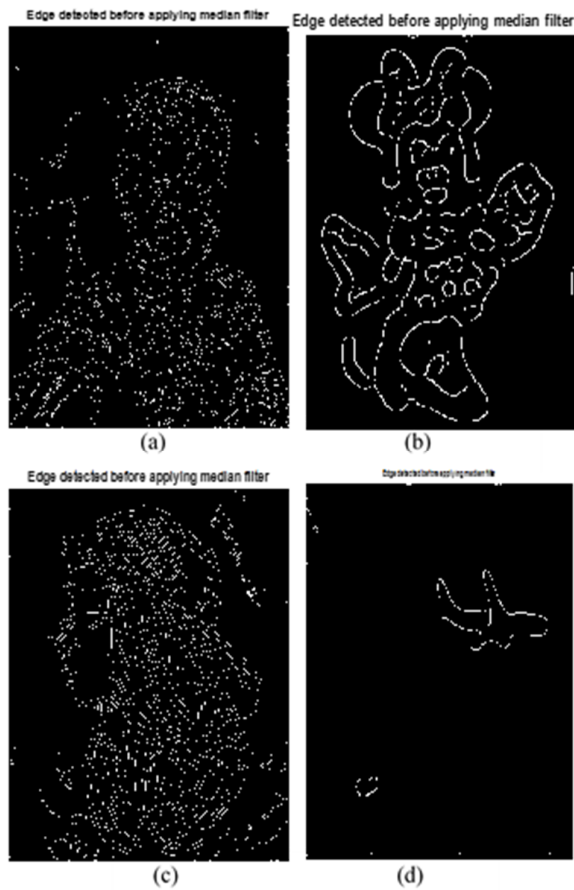 Edge detected before applying median filter
Edge detected before applying median filter
(a)
(b)
Edge detected before applying median filter
Edge detected before applying median filter
(c)
(d)